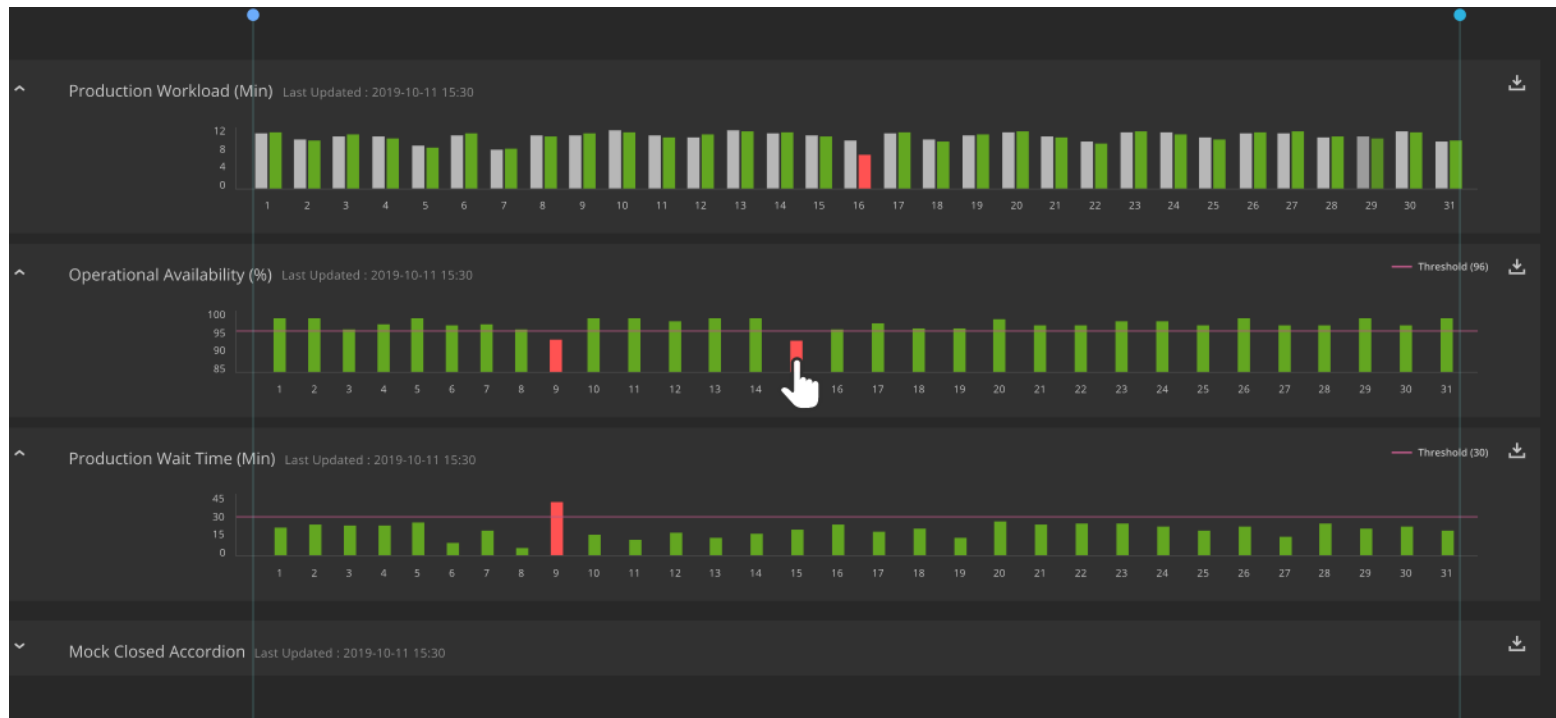 Production Workload (Min) Last Updated : 2019-10-11 15:30
12
8
4
0
1 2 3 4 5 6 7 8 9 10 11 12 13 14 15 16 17 18 19 20 21 22 23 24 25 26 27 28 29 30 31
Operational Availability (%) Last Updated : 2019-10-11 15:30 Threshold (96)
100
95
90
85
1 2 3 4 5 6 7 8 9 10 11 12 13 14 16 17 18 19 20 21 22 23 24 25 26 27 28 29 30 31
Production Wait Time (Min) Last Updated : 2019-10-11 15:30 Threshold (30)
45
30
15
0
1 2 3 4 5 6 7 8 9 10 11 12 13 14 15 16 17 18 19 20 21 22 23 24 25 26 27 28 29 30 31
Mock Closed Accordion Last Updated : 2019-10-11 15:30